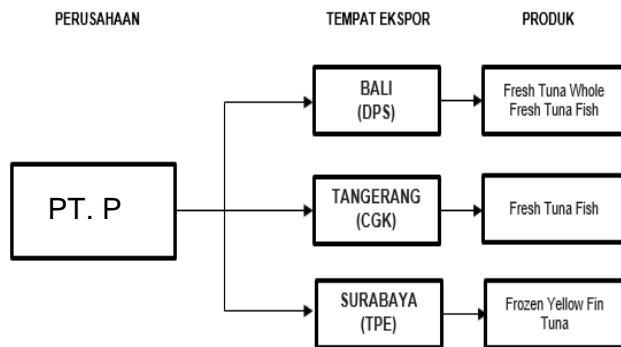 PERUSAHAAN
TEMPAT EKSPOR
PRODUK
BALI
(DPS)
Fresh Tuna Whole
Fresh Tuna Fish
PT. P
TANGERANG
(CGK)
Fresh Tuna Fish
SURABAYA
(TPE)
Frozen Yellow Fin
Tuna